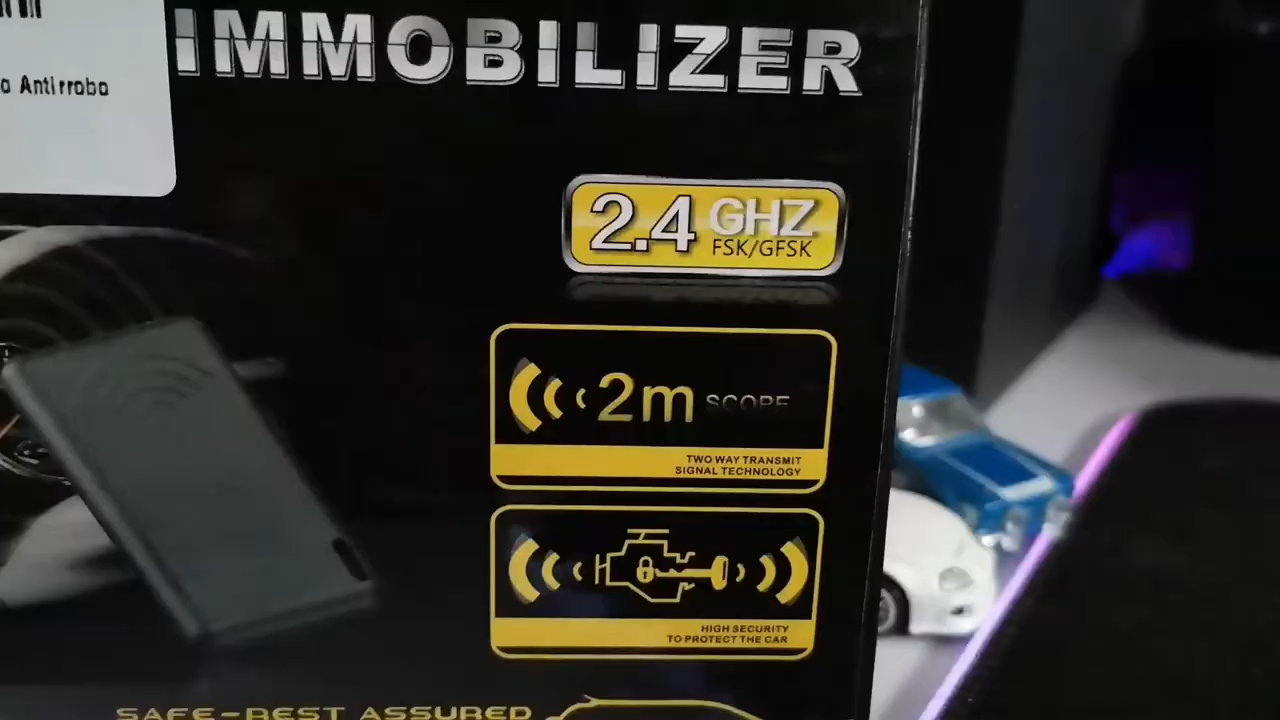 IMMOBILIZER
Antirrobo
2.4 GHZ
FSK/GFSK
2m SCOPE
TWO WAY TRANSMIT
SIGNAL TECHNOLOGY
HIGH SECURITY
TO PROTECT THE CAR
SAFE-REST ASSURED